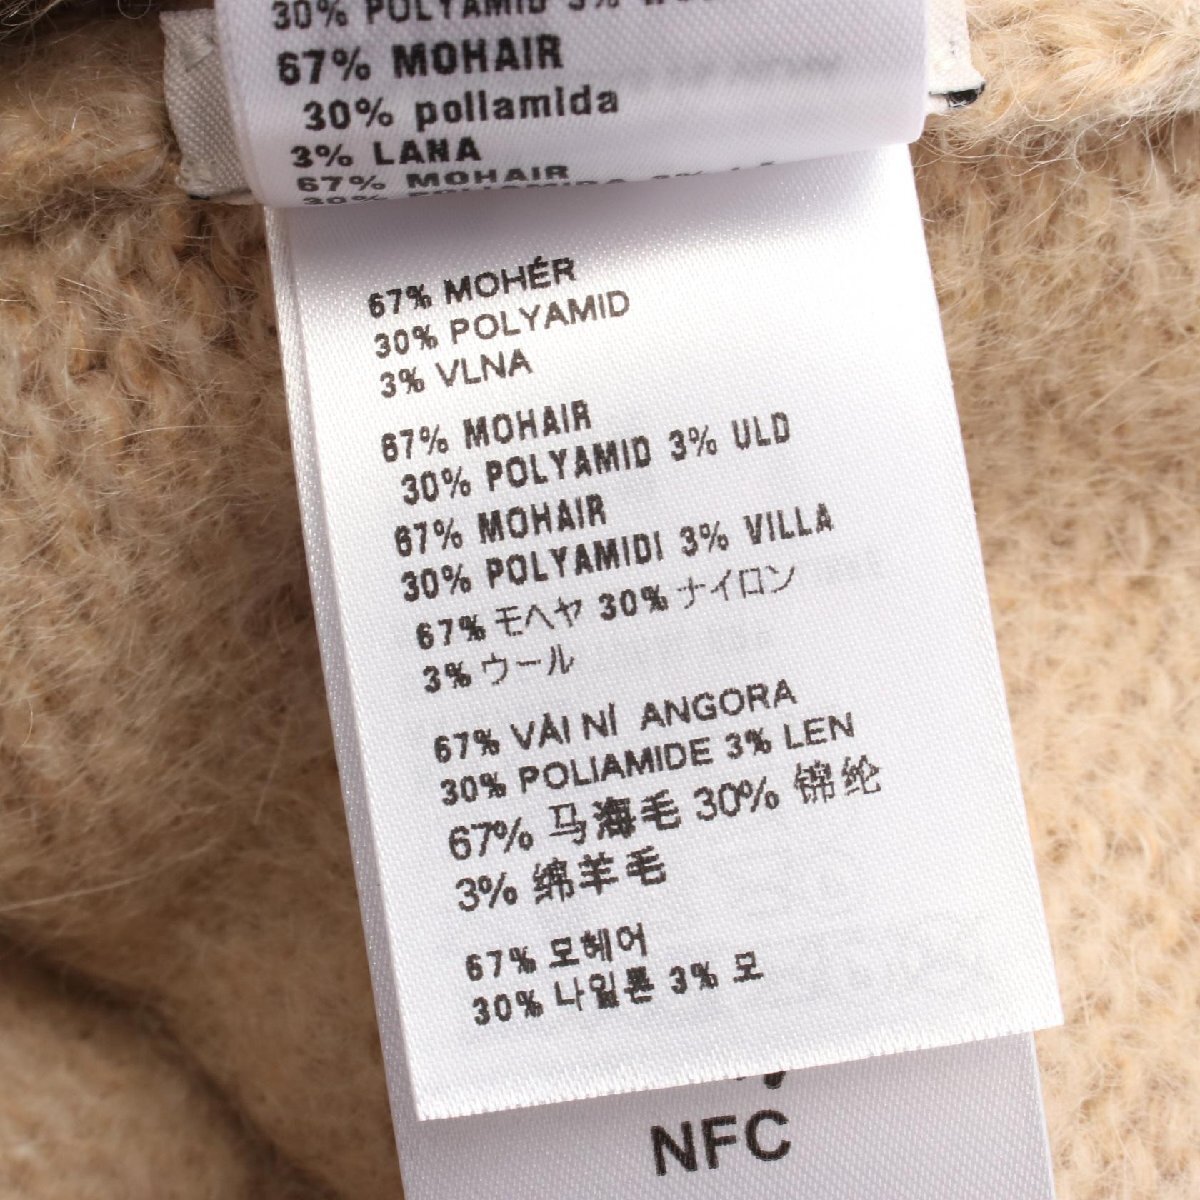 30% POLYAMID 3%
67% MOHAIR
30% pollamida
3% LANA
67% MOHAIR
67% MOHÉR
30% POLYAMID
3% VLNA
67% MOHAIR
30% POLYAMID 3% ULD
67% MOHAIR
30% POLYAMIDI 3% VILLA
67% モヘヤ 30% ナイロン
3% ウール
67% VẢI NỈ ANGORA
30% POLIAMIDE 3% LEN
67% 马海毛 30% 锦纶
3% 绵羊毛
67% 모헤어
30% 나일론 3% 모
NFC